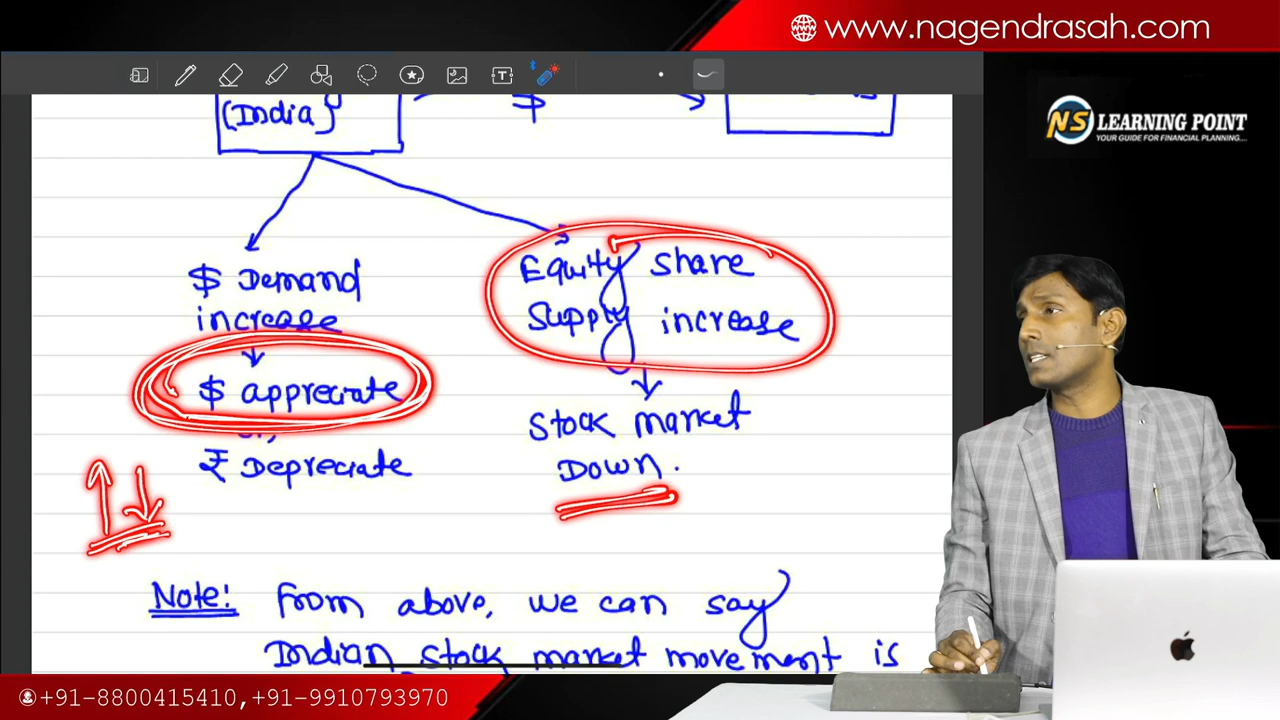 www.nagendrasah.com
NS LEARNING POINT
YOUR GUIDE FOR FINANCIAL PLANNING....
(India)
$
$ Demand
increase
$ appreciate
or,
₹ Depreciate
Equity share
Supply increase
Stock market
Down.
Note: From above, we can say
Indian stock market movement is
+91-8800415410,+91-9910793970